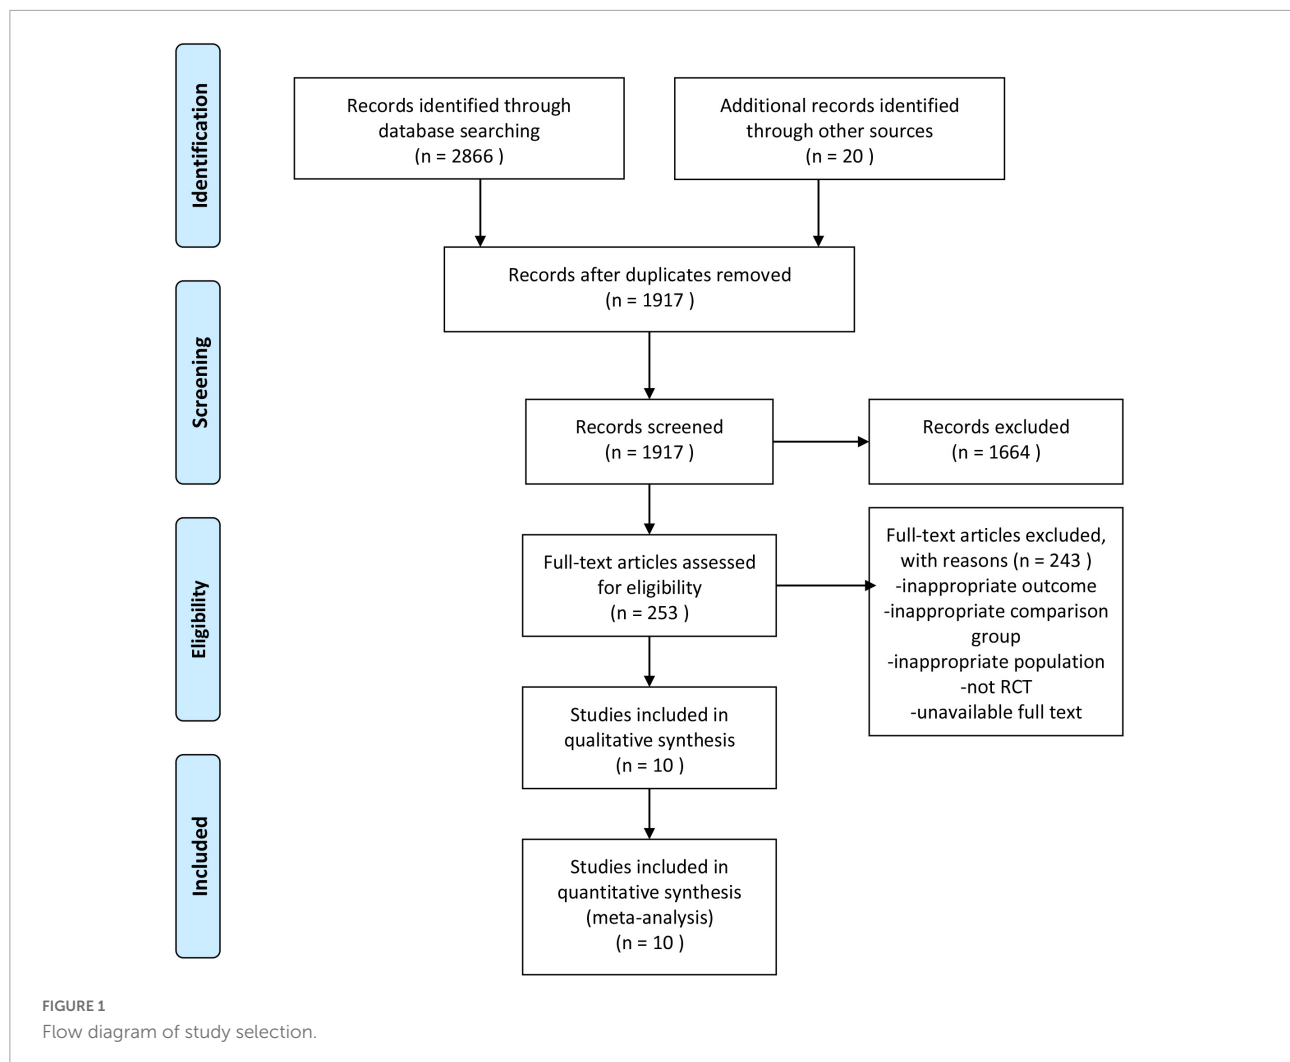 Identification
Records identified through
database searching
(n = 2866 )
Additional records identified
through other sources
(n = 20 )
Records after duplicates removed
(n = 1917 )
Screening
Records screened
(n = 1917 )
Records excluded
(n = 1664 )
Eligibility
Full-text articles assessed
for eligibility
(n = 253 )
Full-text articles excluded,
with reasons (n = 243 )
-inappropriate outcome
-inappropriate comparison
group
-inappropriate population
-not RCT
-unavailable full text
Studies included in
qualitative synthesis
(n = 10 )
Included
Studies included in
quantitative synthesis
(meta-analysis)
(n = 10 )
FIGURE 1
Flow diagram of study selection.